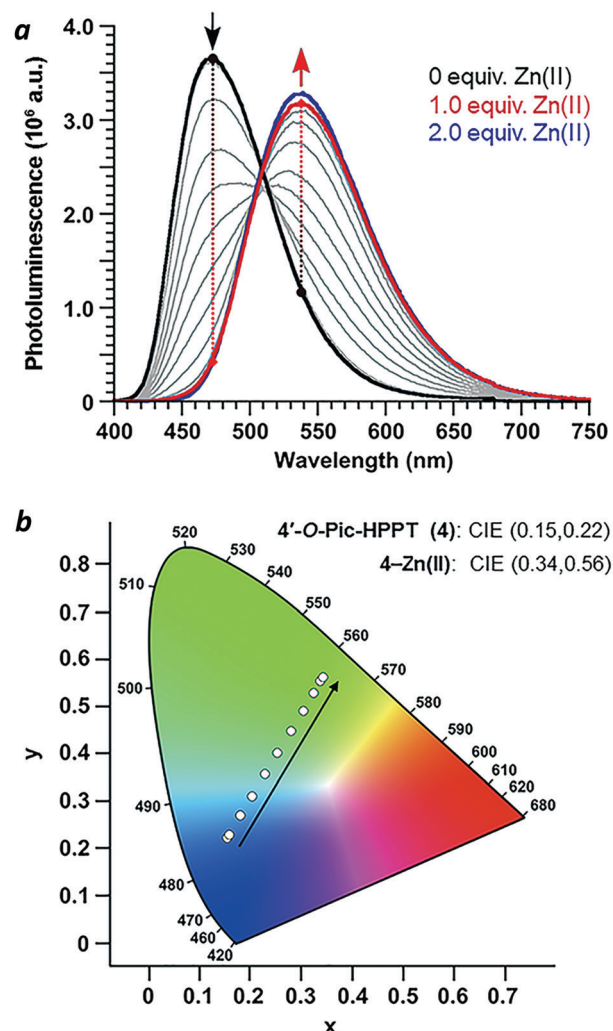 a
4.0
3.0
2.0
1.0
0
Photoluminescence (10⁶ a.u.)
0 equiv. Zn(II)
1.0 equiv. Zn(II)
2.0 equiv. Zn(II)
400 450 500 550 600 650 700 750
Wavelength (nm)
b
4′-O-Pic-HPPT (4): CIE (0.15,0.22)
4–Zn(II): CIE (0.34,0.56)
0.8
0.7
0.6
0.5
0.4
0.3
0.2
0.1
0
y
520
530
540
510
550
560
570
500
580
590
600
610
620
490
680
480
470
460
420
0 0.1 0.2 0.3 0.4 0.5 0.6 0.7
x